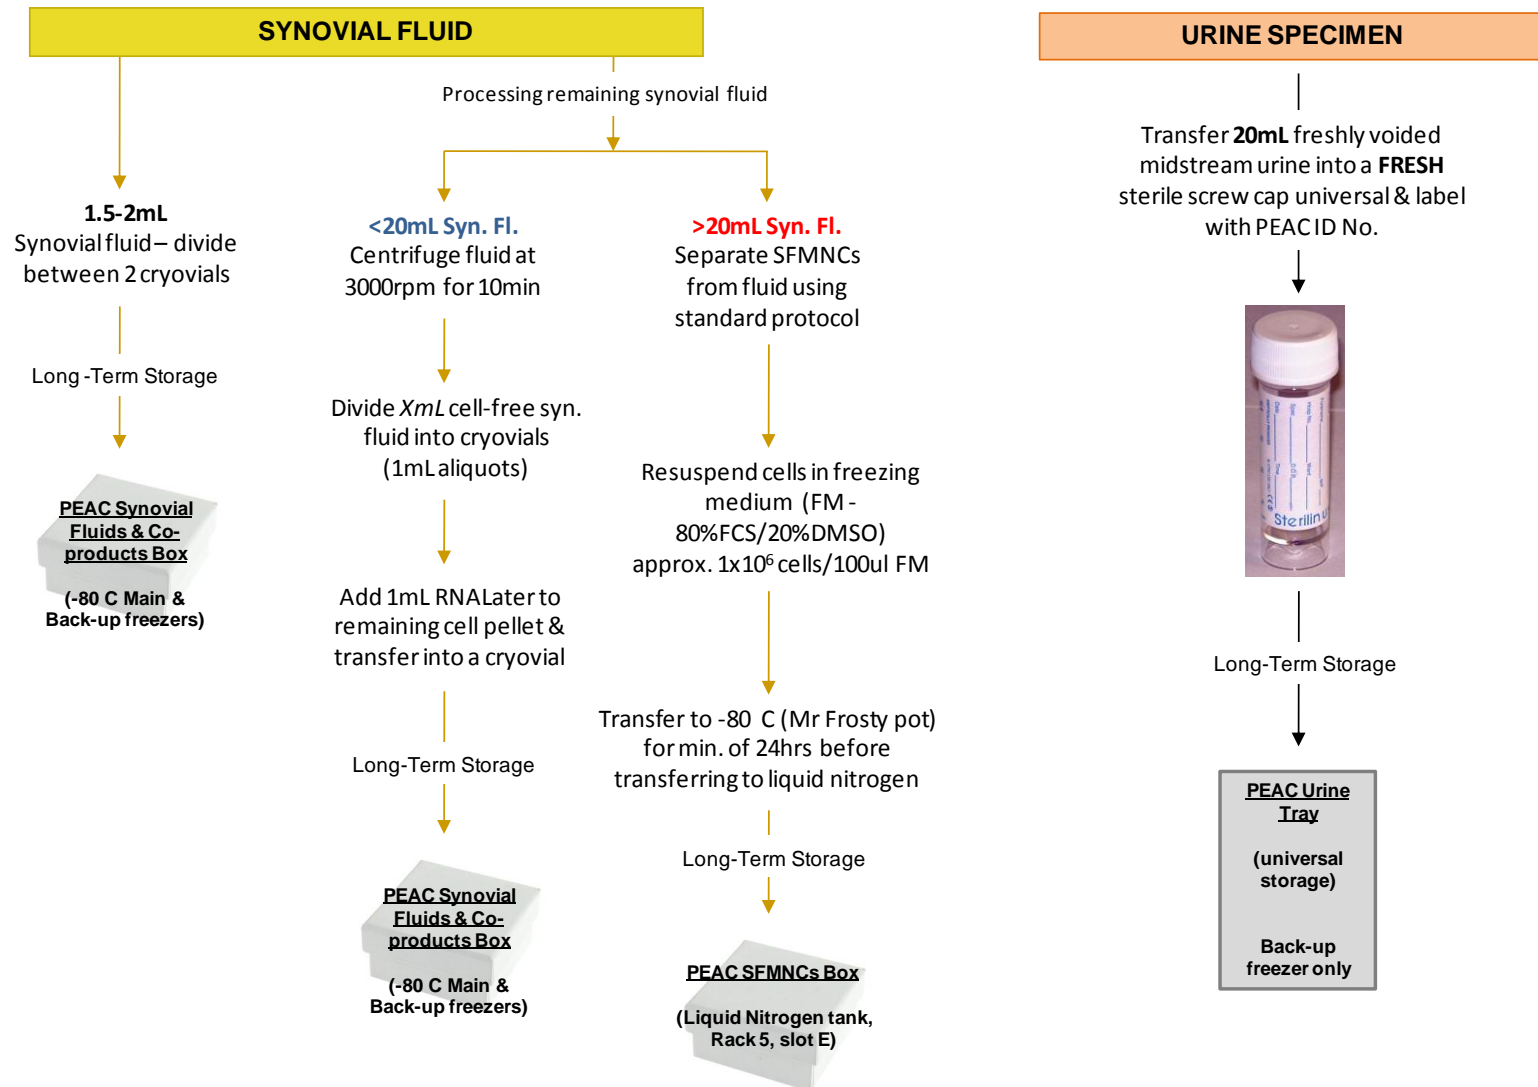 SYNOVIAL FLUID
Processing remaining synovial fluid
1.5-2mL
Synovial fluid – divide
between 2 cryovials
Long -Term Storage
PEAC Synovial
Fluids & Co-
products Box
(-80 C Main &
Back-up freezers)
<20mL Syn. Fl.
Centrifuge fluid at
3000rpm for 10min
Divide XmL cell-free syn.
fluid into cryovials
(1mL aliquots)
Add 1mL RNALater to
remaining cell pellet &
transfer into a cryovial
Long-Term Storage
PEAC Synovial
Fluids & Co-
products Box
(-80 C Main &
Back-up freezers)
>20mL Syn. Fl.
Separate SFMNCs
from fluid using
standard protocol
Resuspend cells in freezing
medium (FM -
80%FCS/20%DMSO)
approx. 1x10⁶ cells/100ul FM
Transfer to -80 C (Mr Frosty pot)
for min. of 24hrs before
transferring to liquid nitrogen
Long-Term Storage
PEAC SFMNCs Box
(Liquid Nitrogen tank,
Rack 5, slot E)
URINE SPECIMEN
Transfer 20mL freshly voided
midstream urine into a FRESH
sterile screw cap universal & label
with PEAC ID No.
Sterilin
Long-Term Storage
PEAC Urine
Tray
(universal
storage)
Back-up
freezer only